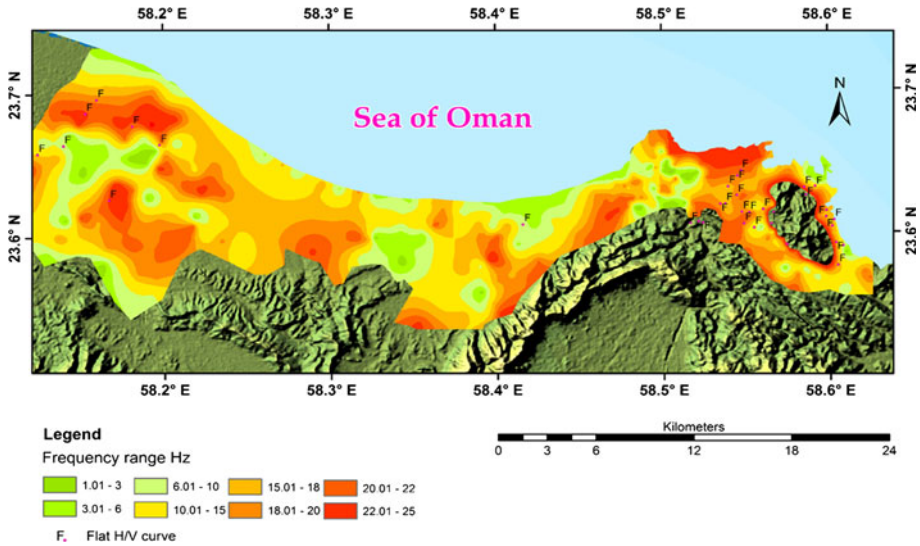 58.2° E 58.3° E 58.4° E 58.5° E 58.6° E
23.7° N
23.6° N
Sea of Oman
N
23.7° N
23.6° N
F
F
F
F
F
F
F
F
F
F
F
F
F
F
F F
F
F
F
F
F
F
F
F
F
F
58.2° E 58.3° E 58.4° E 58.5° E 58.6° E
Legend
Frequency range Hz
1.01 - 3 6.01 - 10 15.01 - 18 20.01 - 22
3.01 - 6 10.01 - 15 18.01 - 20 22.01 - 25
F Flat H/V curve
Kilometers
0 1.5 3 6 12 18 24